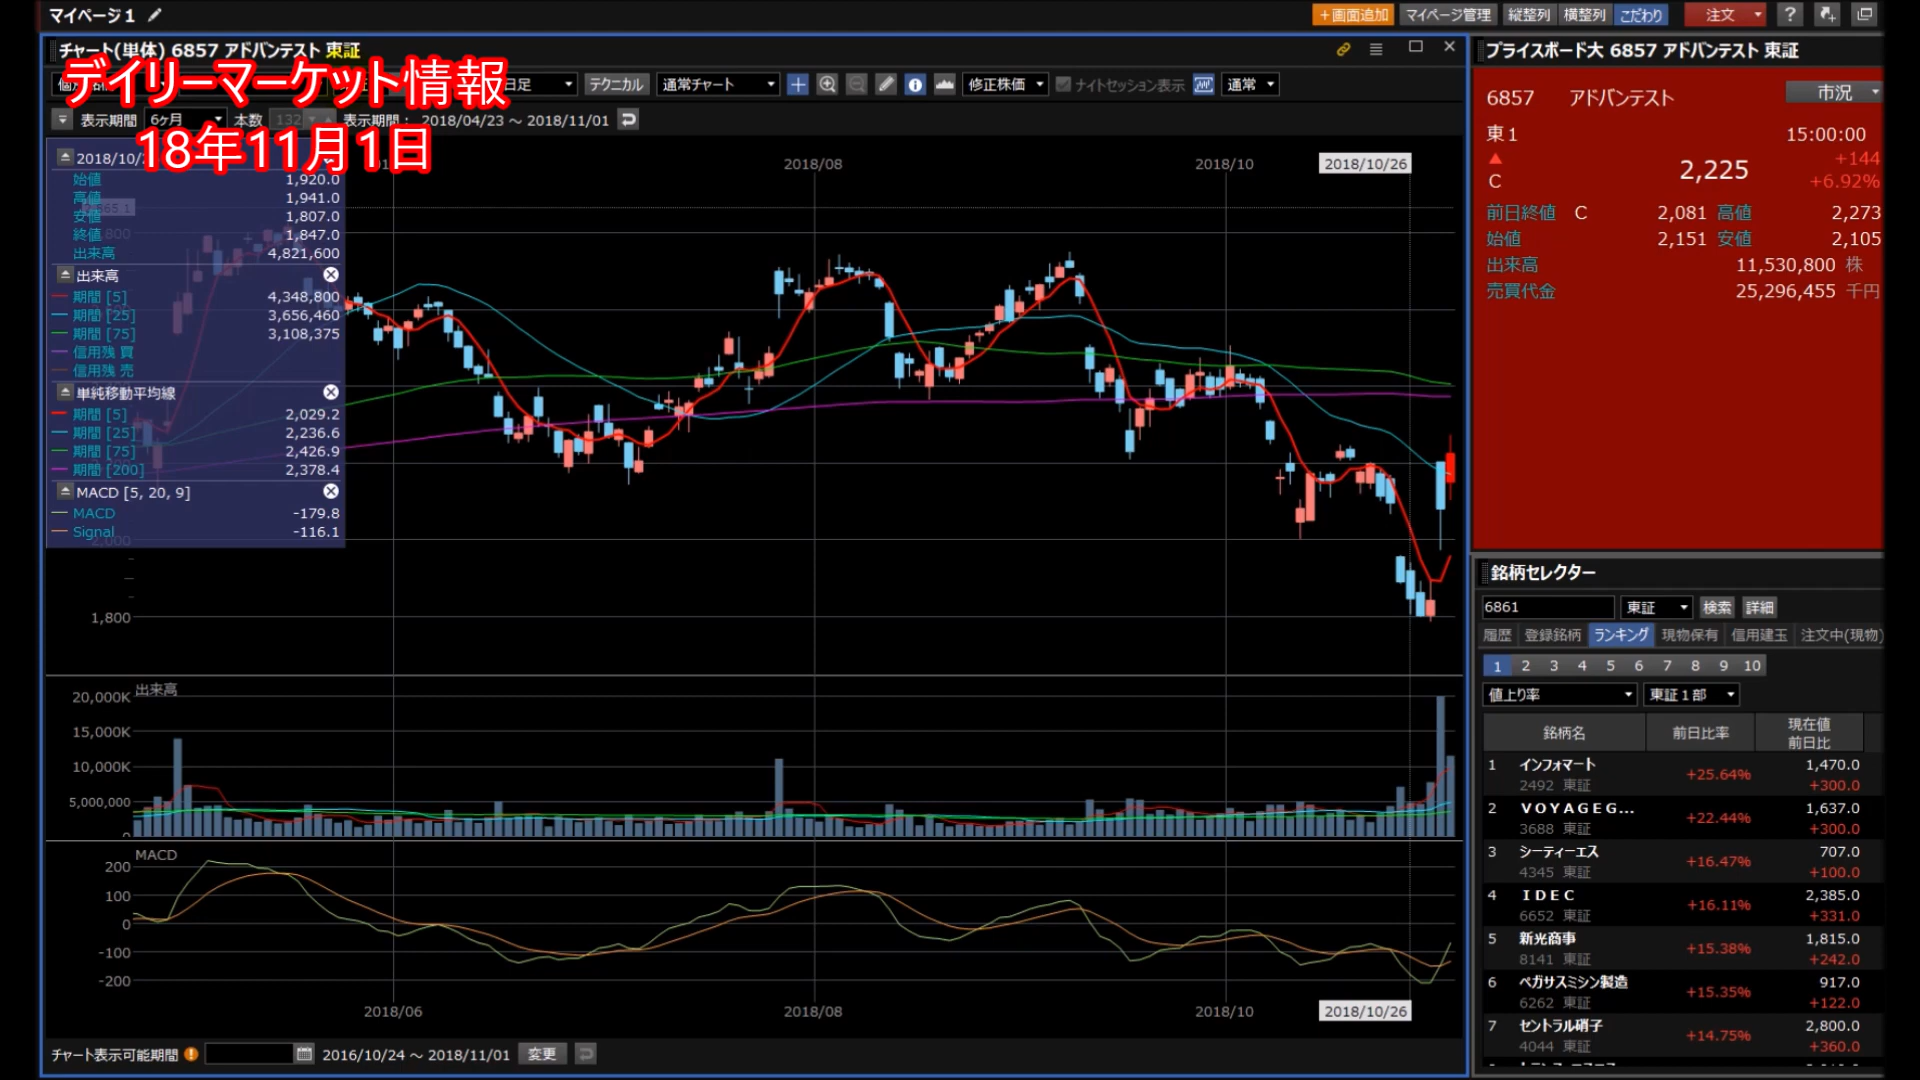 マイページ1
+画面追加 マイページ管理 縦整列 横整列 こだわり 注文 ?
チャート(単体) 6857 アドバンテスト 東証
デイリーマーケット情報
18年11月1日
日足 テクニカル 通常チャート 修正株価 ナイトセッション表示 通常
表示期間 6ヶ月 本数 132 表示期間： 2018/04/23 ～ 2018/11/01
始値 1,920.0
高値 1,941.0
安値 1,807.0
終値 1,847.0
出来高 4,821,600
出来高
期間 [5] 4,348,800
期間 [25] 3,656,460
期間 [75] 3,108,375
信用残 買
信用残 売
単純移動平均線
期間 [5] 2,029.2
期間 [25] 2,236.6
期間 [75] 2,426.9
期間 [200] 2,378.4
MACD [5, 20, 9]
MACD -179.8
Signal -116.1
2018/08 2018/10 2018/10/26
2,000
1,800
出来高
20,000K
15,000K
10,000K
5,000,000
0
MACD
200
100
0
-100
-200
2018/06 2018/08 2018/10 2018/10/26
チャート表示可能期間 2016/10/24 ～ 2018/11/01 変更
プライスボード大 6857 アドバンテスト 東証
6857 アドバンテスト 市況
東1 15:00:00
▲ 2,225 +144
C +6.92%
前日終値 C 2,081 高値 2,273
始値 2,151 安値 2,105
出来高 11,530,800 株
売買代金 25,296,455 千円
銘柄セレクター
6861 東証 検索 詳細
履歴 登録銘柄 ランキング 現物保有 信用建玉 注文中(現物)
1 2 3 4 5 6 7 8 9 10
値上り率 東証１部
銘柄名 前日比率 現在値 前日比
1 インフォマート 1,470.0
2492 東証 +25.64% +300.0
2 ＶＯＹＡＧＥＧ... 1,637.0
3688 東証 +22.44% +300.0
3 シーティーエス 707.0
4345 東証 +16.47% +100.0
4 ＩＤＥＣ 2,385.0
6652 東証 +16.11% +331.0
5 新光商事 1,815.0
8141 東証 +15.38% +242.0
6 ペガサスミシン製造 917.0
6262 東証 +15.35% +122.0
7 セントラル硝子 2,800.0
4044 東証 +14.75% +360.0